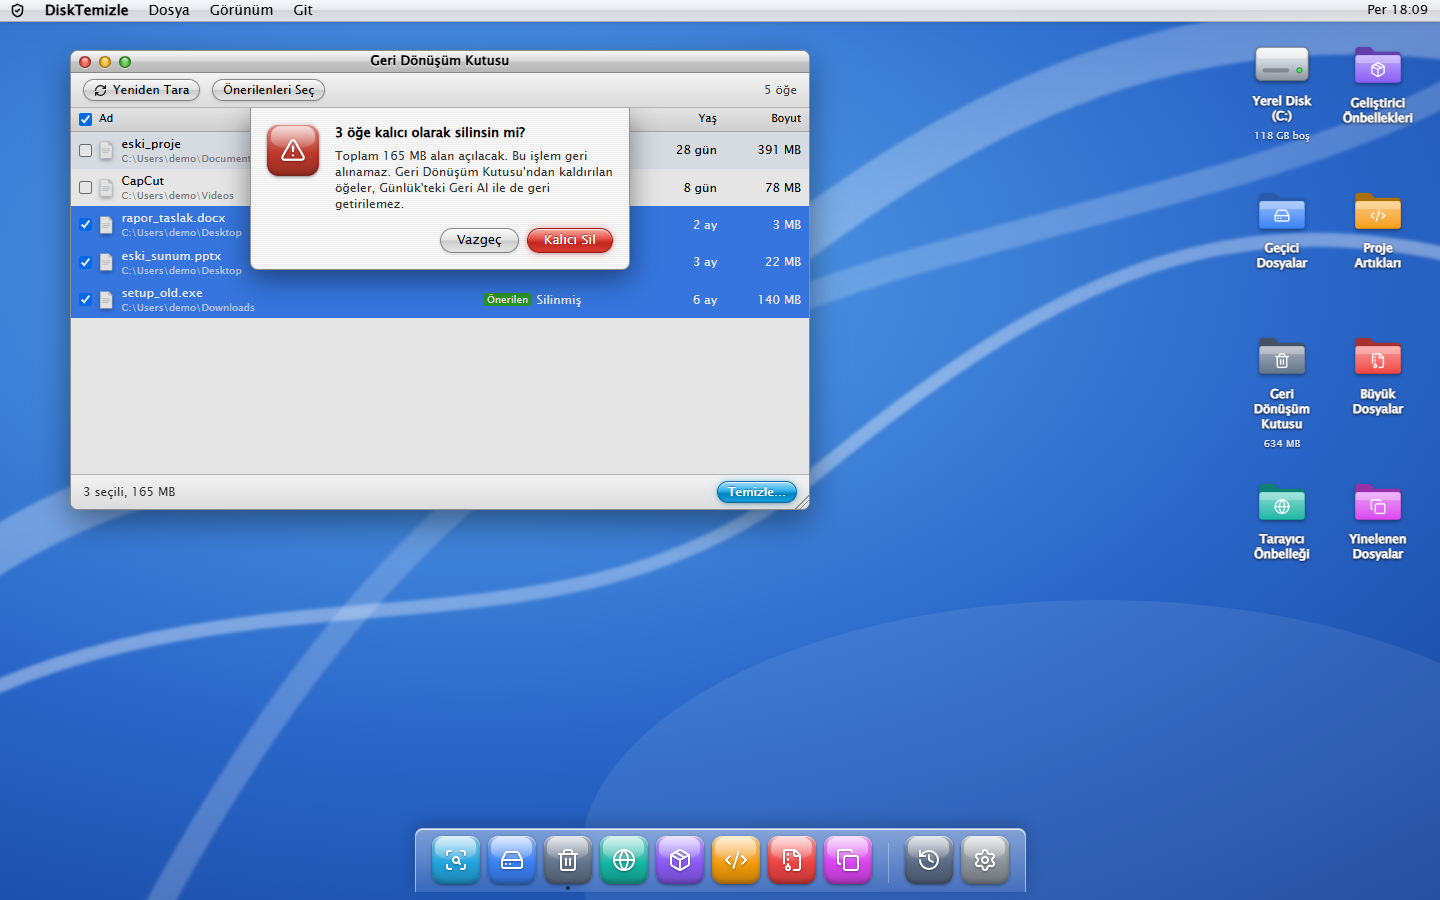 DiskTemizle Dosya Görünüm Git Per 18:09
Geri Dönüşüm Kutusu
Yeniden Tara Önerilenleri Seç 5 öğe
Ad Yaş Boyut
eski_proje 28 gün 391 MB
C:\Users\demo\Document
CapCut 8 gün 78 MB
C:\Users\demo\Videos
rapor_taslak.docx 2 ay 3 MB
C:\Users\demo\Desktop
eski_sunum.pptx 3 ay 22 MB
C:\Users\demo\Desktop
setup_old.exe Önerilen Silinmiş 6 ay 140 MB
C:\Users\demo\Downloads
3 öğe kalıcı olarak silinsin mi?
Toplam 165 MB alan açılacak. Bu işlem geri
alınamaz. Geri Dönüşüm Kutusu'ndan kaldırılan
öğeler, Günlük'teki Geri Al ile de geri
getirilemez.
Vazgeç Kalıcı Sil
3 seçili, 165 MB Temizle...
Yerel Disk
(C:)
118 GB boş
Geliştirici
Önbellekleri
Geçici
Dosyalar
Proje
Artıkları
Geri
Dönüşüm
Kutusu
634 MB
Büyük
Dosyalar
Tarayıcı
Önbelleği
Yinelenen
Dosyalar